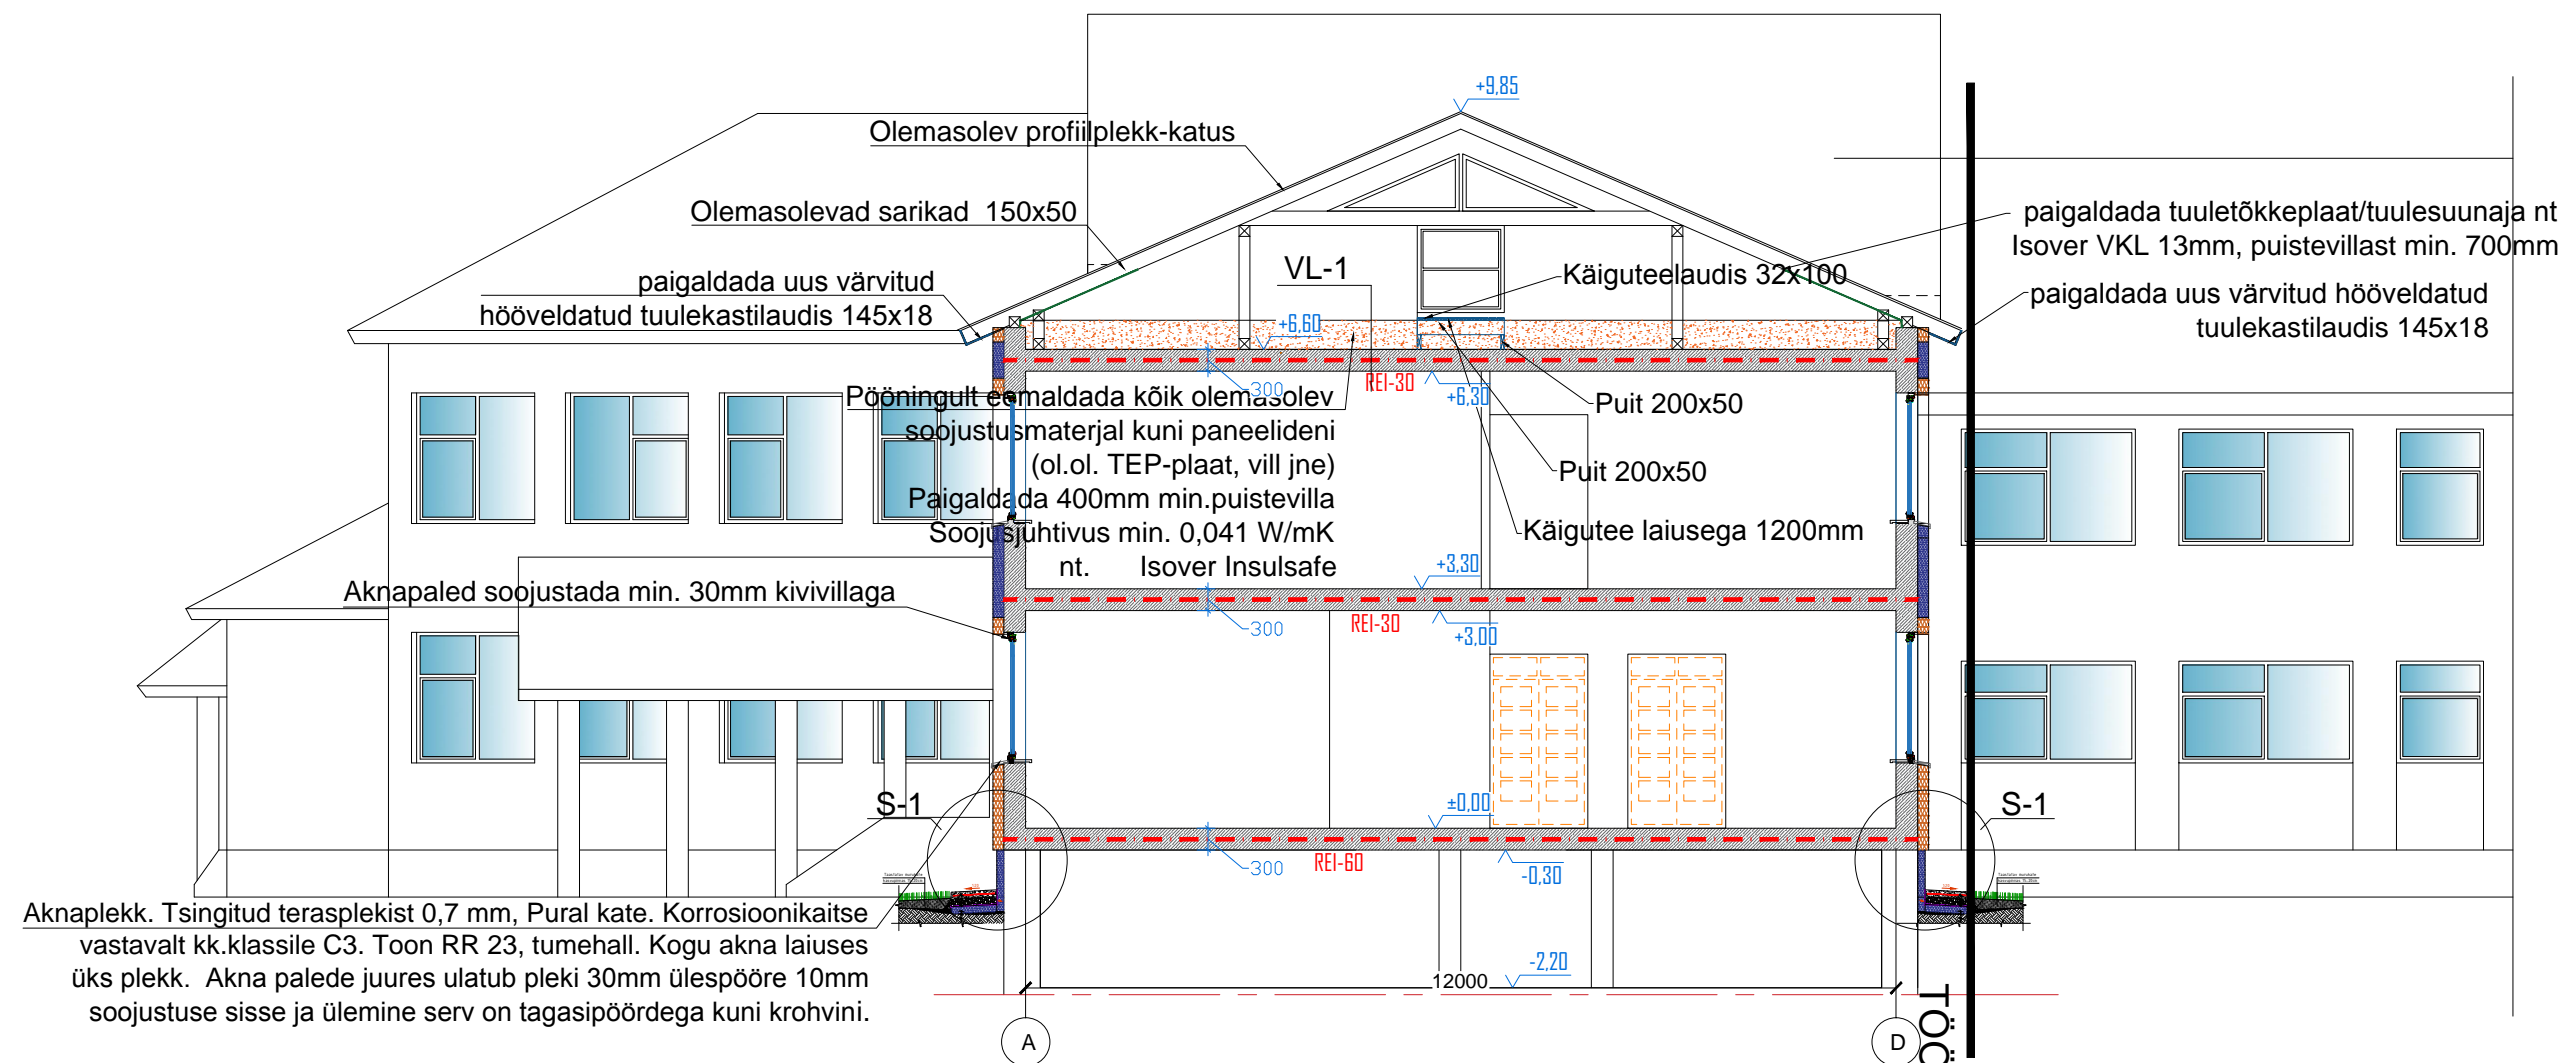 +9,85
Olemasolev profiilplekk-katus
Olemasolevad sarikad 150x50
paigaldada tuuletõkkeplaat/tuulesuunaja nt
Isover VKL 13mm, puistevillast min. 700mm
paigaldada uus värvitud
hööveldatud tuulekastilaudis 145x18
VL-1
Käiguteelaudis 32x100
paigaldada uus värvitud hööveldatud
tuulekastilaudis 145x18
+6,60
300
REI-30
+6,30
Pööningult eemaldada kõik olemasolev
soojustusmaterjal kuni paneelideni
(ol.ol. TEP-plaat, vill jne)
Paigaldada 400mm min.puistevilla
Soojusjuhtivus min. 0,041 W/mK
nt. Isover Insulsafe
Puit 200x50
Puit 200x50
Käigutee laiusega 1200mm
+3,30
Aknapaled soojustada min. 30mm kivivillaga
300
REI-30
+3,00
S-1
±0,00
S-1
300
REI-60
-0,30
Aknaplekk. Tsingitud terasplekist 0,7 mm, Pural kate. Korrosioonikaitse
vastavalt kk.klassile C3. Toon RR 23, tumehall. Kogu akna laiuses
üks plekk. Akna palede juures ulatub pleki 30mm ülespööre 10mm
soojustuse sisse ja ülemine serv on tagasipöördega kuni krohvini.
-2,20
12000
A
D
TÖÖ